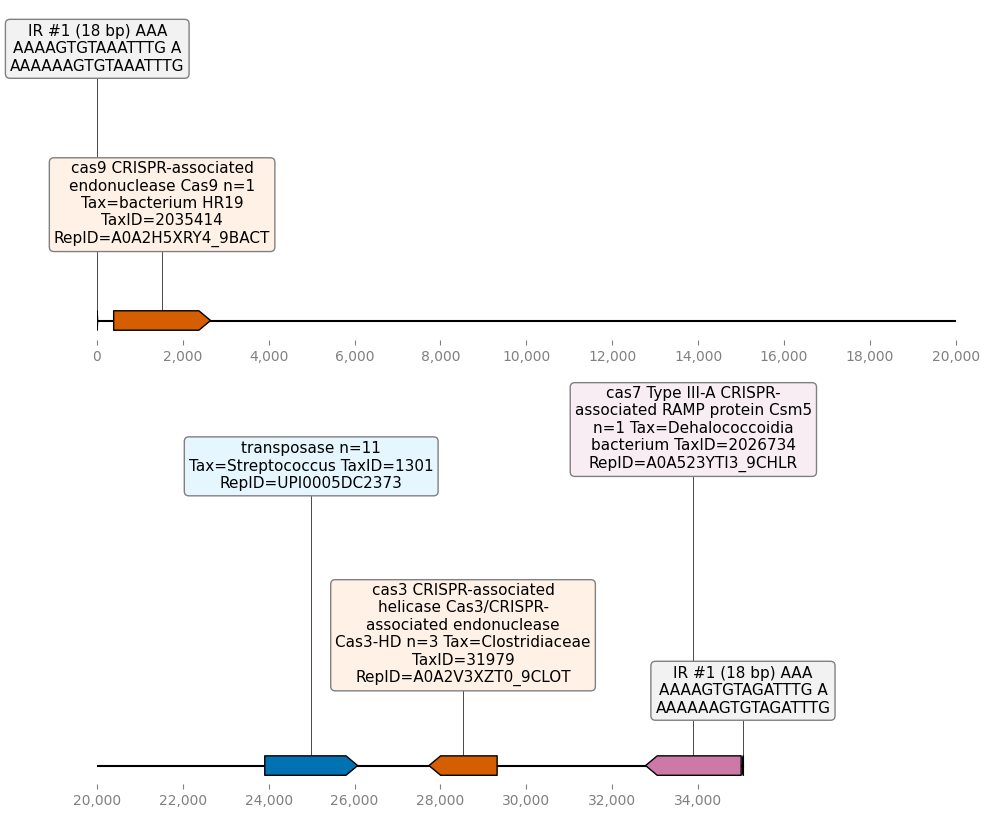 IR #1 (18 bp) AAA
AAAAGTGTAAATTTG A
AAAAAAGTGTAAATTTG
cas9 CRISPR-associated
endonuclease Cas9 n=1
Tax=bacterium HR19
TaxID=2035414
RepID=A0A2H5XRY4_9BACT
0 2,000 4,000 6,000 8,000 10,000 12,000 14,000 16,000 18,000 20,000
cas7 Type III-A CRISPR-
associated RAMP protein Csm5
n=1 Tax=Dehalococcoidia
bacterium TaxID=2026734
RepID=A0A523YTI3_9CHLR
transposase n=11
Tax=Streptococcus TaxID=1301
RepID=UPI0005DC2373
cas3 CRISPR-associated
helicase Cas3/CRISPR-
associated endonuclease
Cas3-HD n=3 Tax=Clostridiaceae
TaxID=31979
RepID=A0A2V3XZT0_9CLOT
IR #1 (18 bp) AAA
AAAAGTGTAGATTTG A
AAAAAAGTGTAGATTTG
20,000 22,000 24,000 26,000 28,000 30,000 32,000 34,000